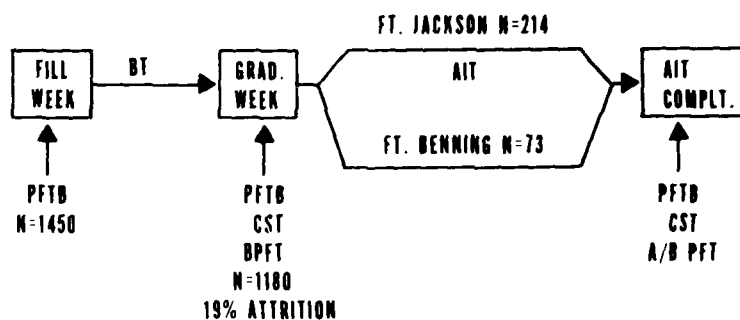 FT. JACKSON N=214
FILL
WEEK
BT
GRAD.
WEEK
AIT
AIT
COMPLT.
FT. BENNING N=73
PFTB
N=1450
PFTB
CST
BPFT
N=1180
19% ATTRITION
PFTB
CST
A/B PFT